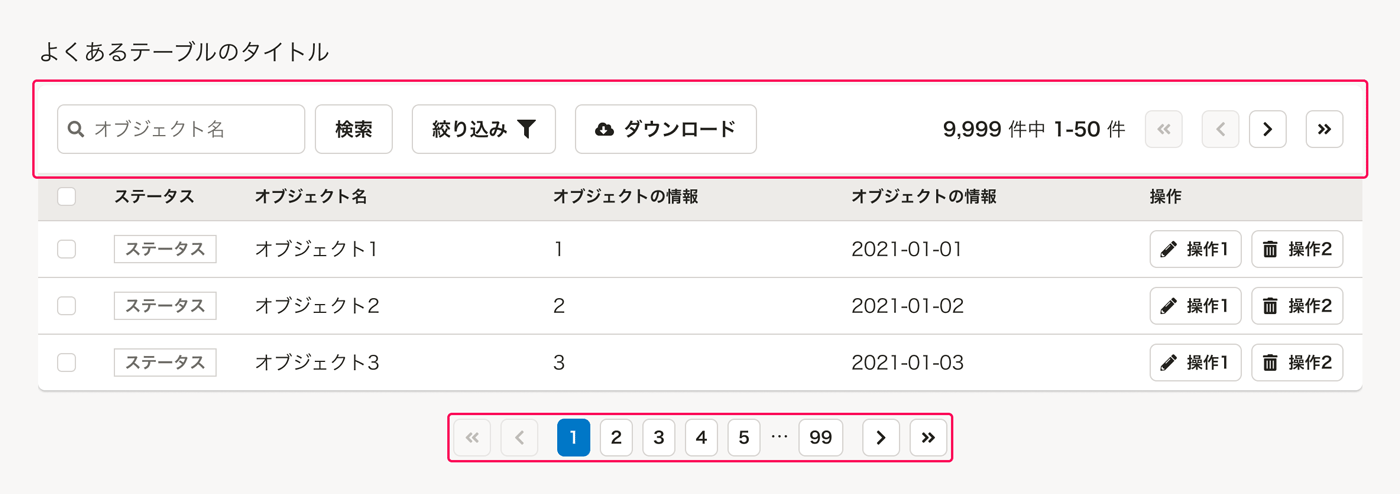 よくあるテーブルのタイトル
オブジェクト名 検索 絞り込み ダウンロード 9,999 件中 1-50 件
ステータス オブジェクト名 オブジェクトの情報 オブジェクトの情報 操作
ステータス オブジェクト1 1 2021-01-01 操作1 操作2
ステータス オブジェクト2 2 2021-01-02 操作1 操作2
ステータス オブジェクト3 3 2021-01-03 操作1 操作2
« ‹ 1 2 3 4 5 … 99 › »